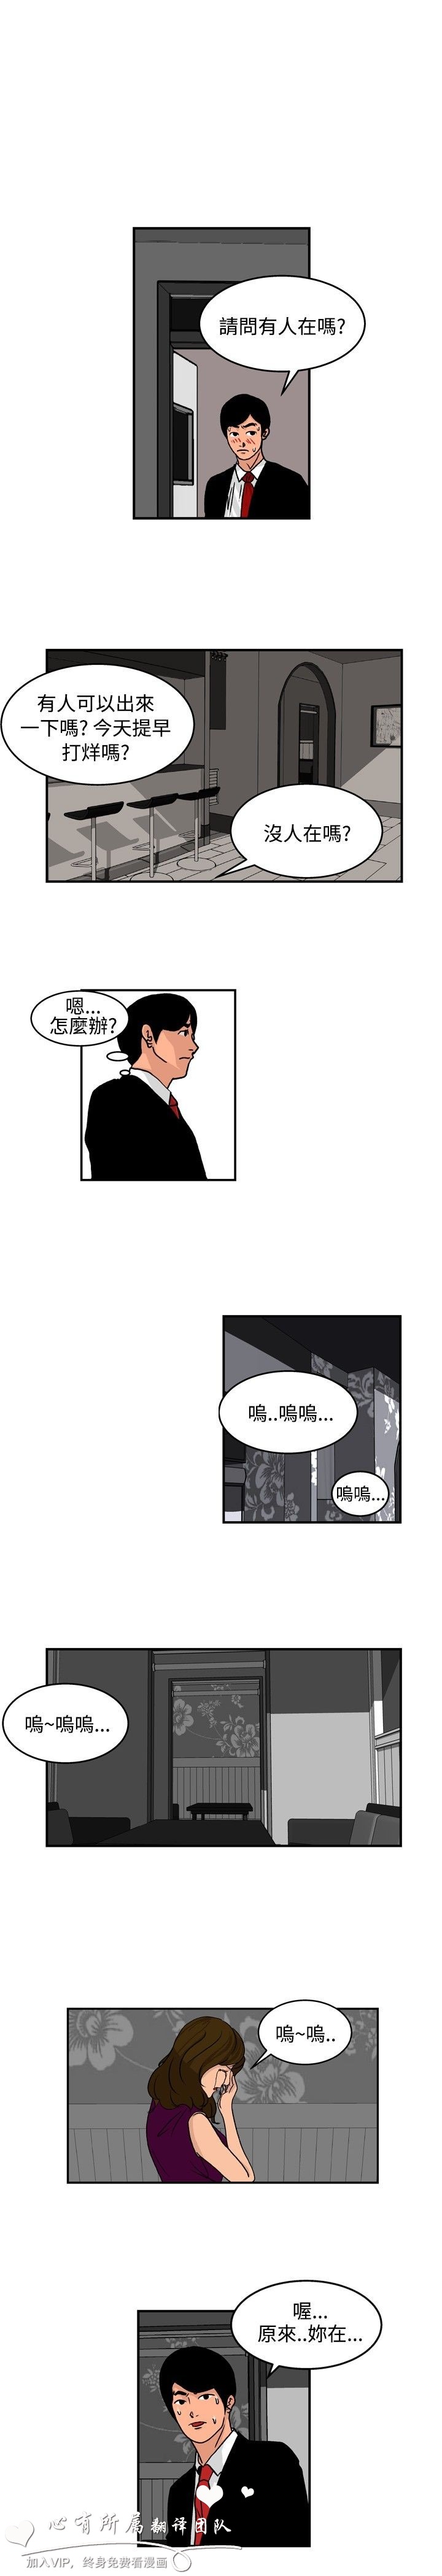 請問有人在嗎?
有人可以出來
一下嗎? 今天提早
打烊嗎?
沒人在嗎?
嗯...
怎麼辦?
嗚..嗚嗚...
嗚嗚...
嗚~嗚嗚...
嗚~嗚..
喔...
原來..妳在...
心有所属翻译团队
加入VIP，终身免费看漫画